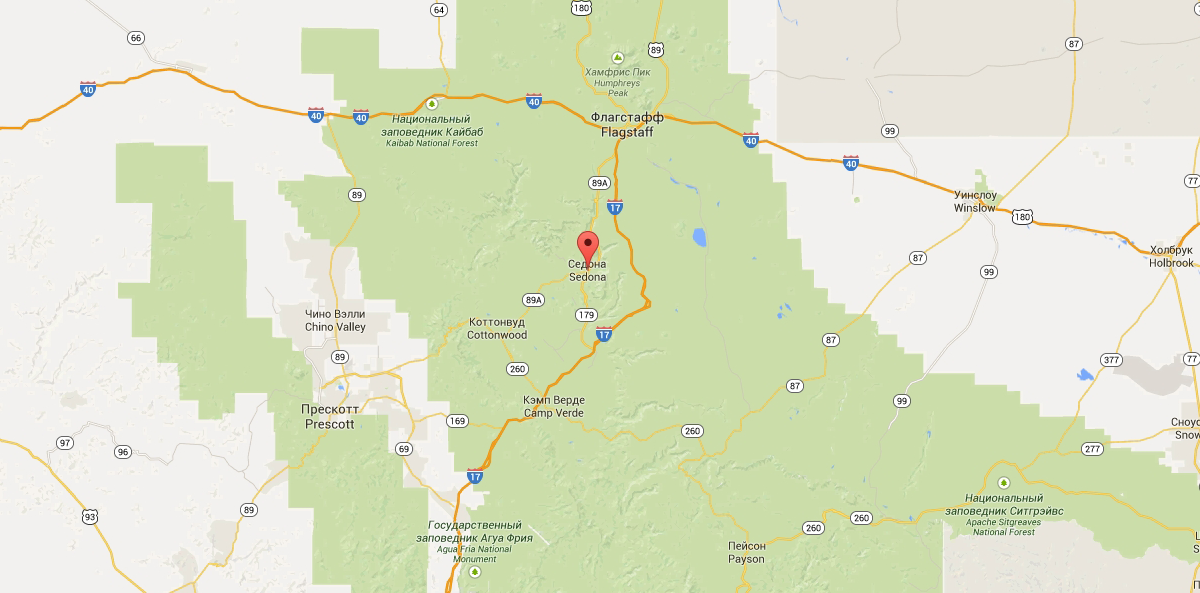 64
180
66
89
87
Хамфрис Пик
Humphreys
Peak
40
40
40
40
Национальный
заповедник Кайбаб
Kaibab National Forest
Флагстафф
Flagstaff
99
40
40
89A
77
89
17
Уинслоу
Winslow
180
Холбрук
Holbrook
87
99
Седона
Sedona
89A
179
Чино Вэлли
Chino Valley
Коттонвуд
Cottonwood
17
87
89
377
77
260
87
Кэмп Верде
Camp Verde
99
Прескотт
Prescott
169
260
Сноу
Snow
97
96
69
277
17
Национальный
заповедник Ситгрэйвс
Apache Sitgreaves
National Forest
93
89
260
260
Государственный
заповедник Агуа Фрия
Agua Fria National
Monument
Пейсон
Payson